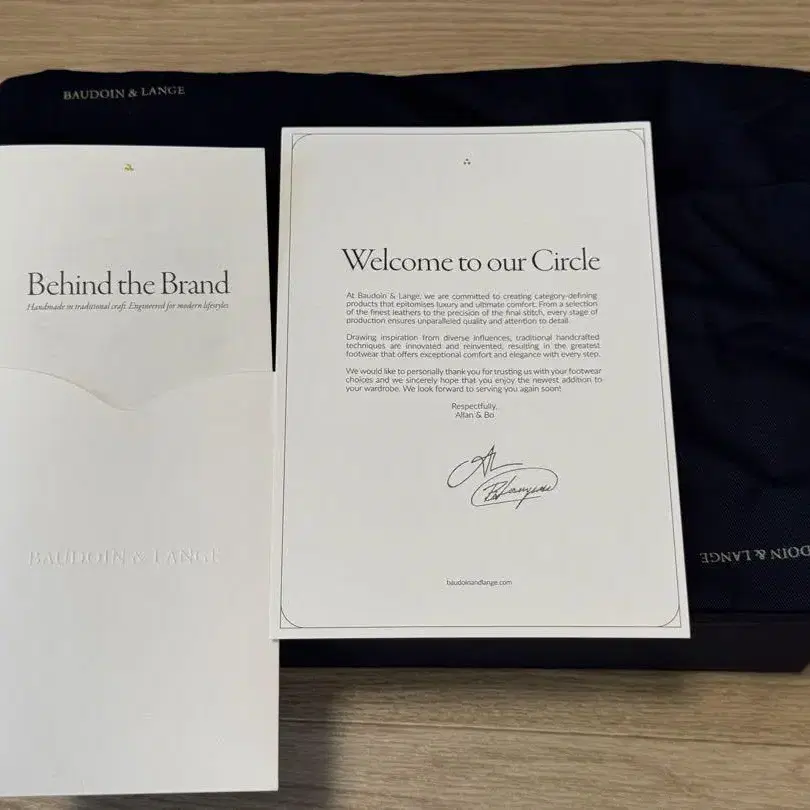 BAUDOIN & LANGE
Behind the Brand
Handmade in traditional craft. Engineered for modern lifestyles.
BAUDOIN & LANGE
Welcome to our Circle
At Baudoin & Lange, we are committed to creating category-defining
products that epitomises luxury and ultimate comfort. From a selection
of the finest leathers to the precision of the final stitch, every stage of
production ensures unparalleled quality and attention to detail.
Drawing inspiration from diverse influences, traditional handcrafted
techniques are innovated and reinvented, resulting in the greatest
footwear that offers exceptional comfort and elegance with every step.
We would like to personally thank you for trusting us with your footwear
choices and we sincerely hope that you enjoy the newest addition to
your wardrobe. We look forward to serving you again soon!
Respectfully,
Allan & Bo
baudoinandlange.com
DOIN & LANGE